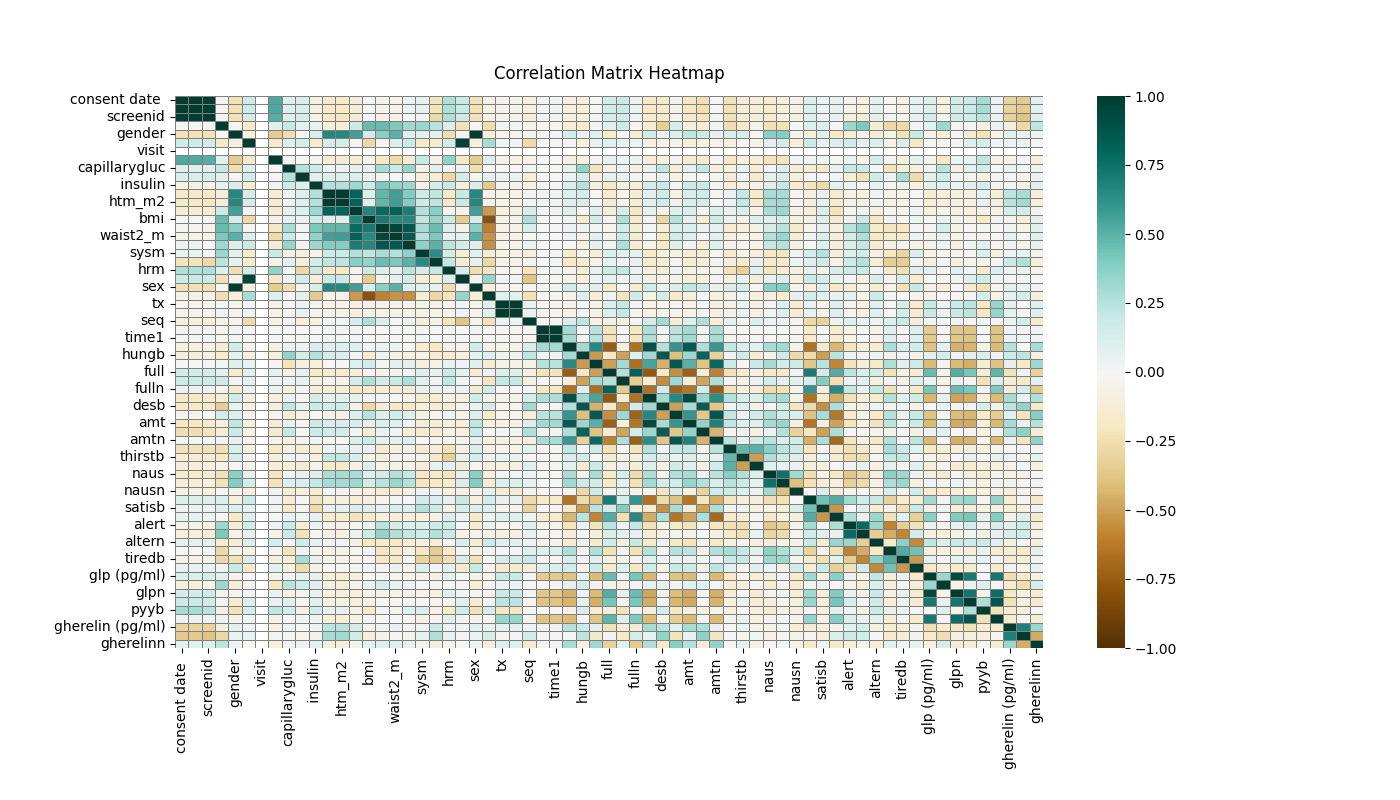 Correlation Matrix Heatmap
consent date
screenid
gender
visit
capillarygluc
insulin
htm_m2
bmi
waist2_m
sysm
hrm
sex
tx
seq
time1
hungb
full
fulln
desb
amt
amtn
thirstb
naus
nausn
satisb
alert
altern
tiredb
glp (pg/ml)
glpn
pyyb
gherelin (pg/ml)
gherelinn
consent date
screenid
gender
visit
capillarygluc
insulin
htm_m2
bmi
waist2_m
sysm
hrm
sex
tx
seq
time1
hungb
full
fulln
desb
amt
amtn
thirstb
naus
nausn
satisb
alert
altern
tiredb
glp (pg/ml)
glpn
pyyb
gherelin (pg/ml)
gherelinn
1.00
0.75
0.50
0.25
0.00
−0.25
−0.50
−0.75
−1.00